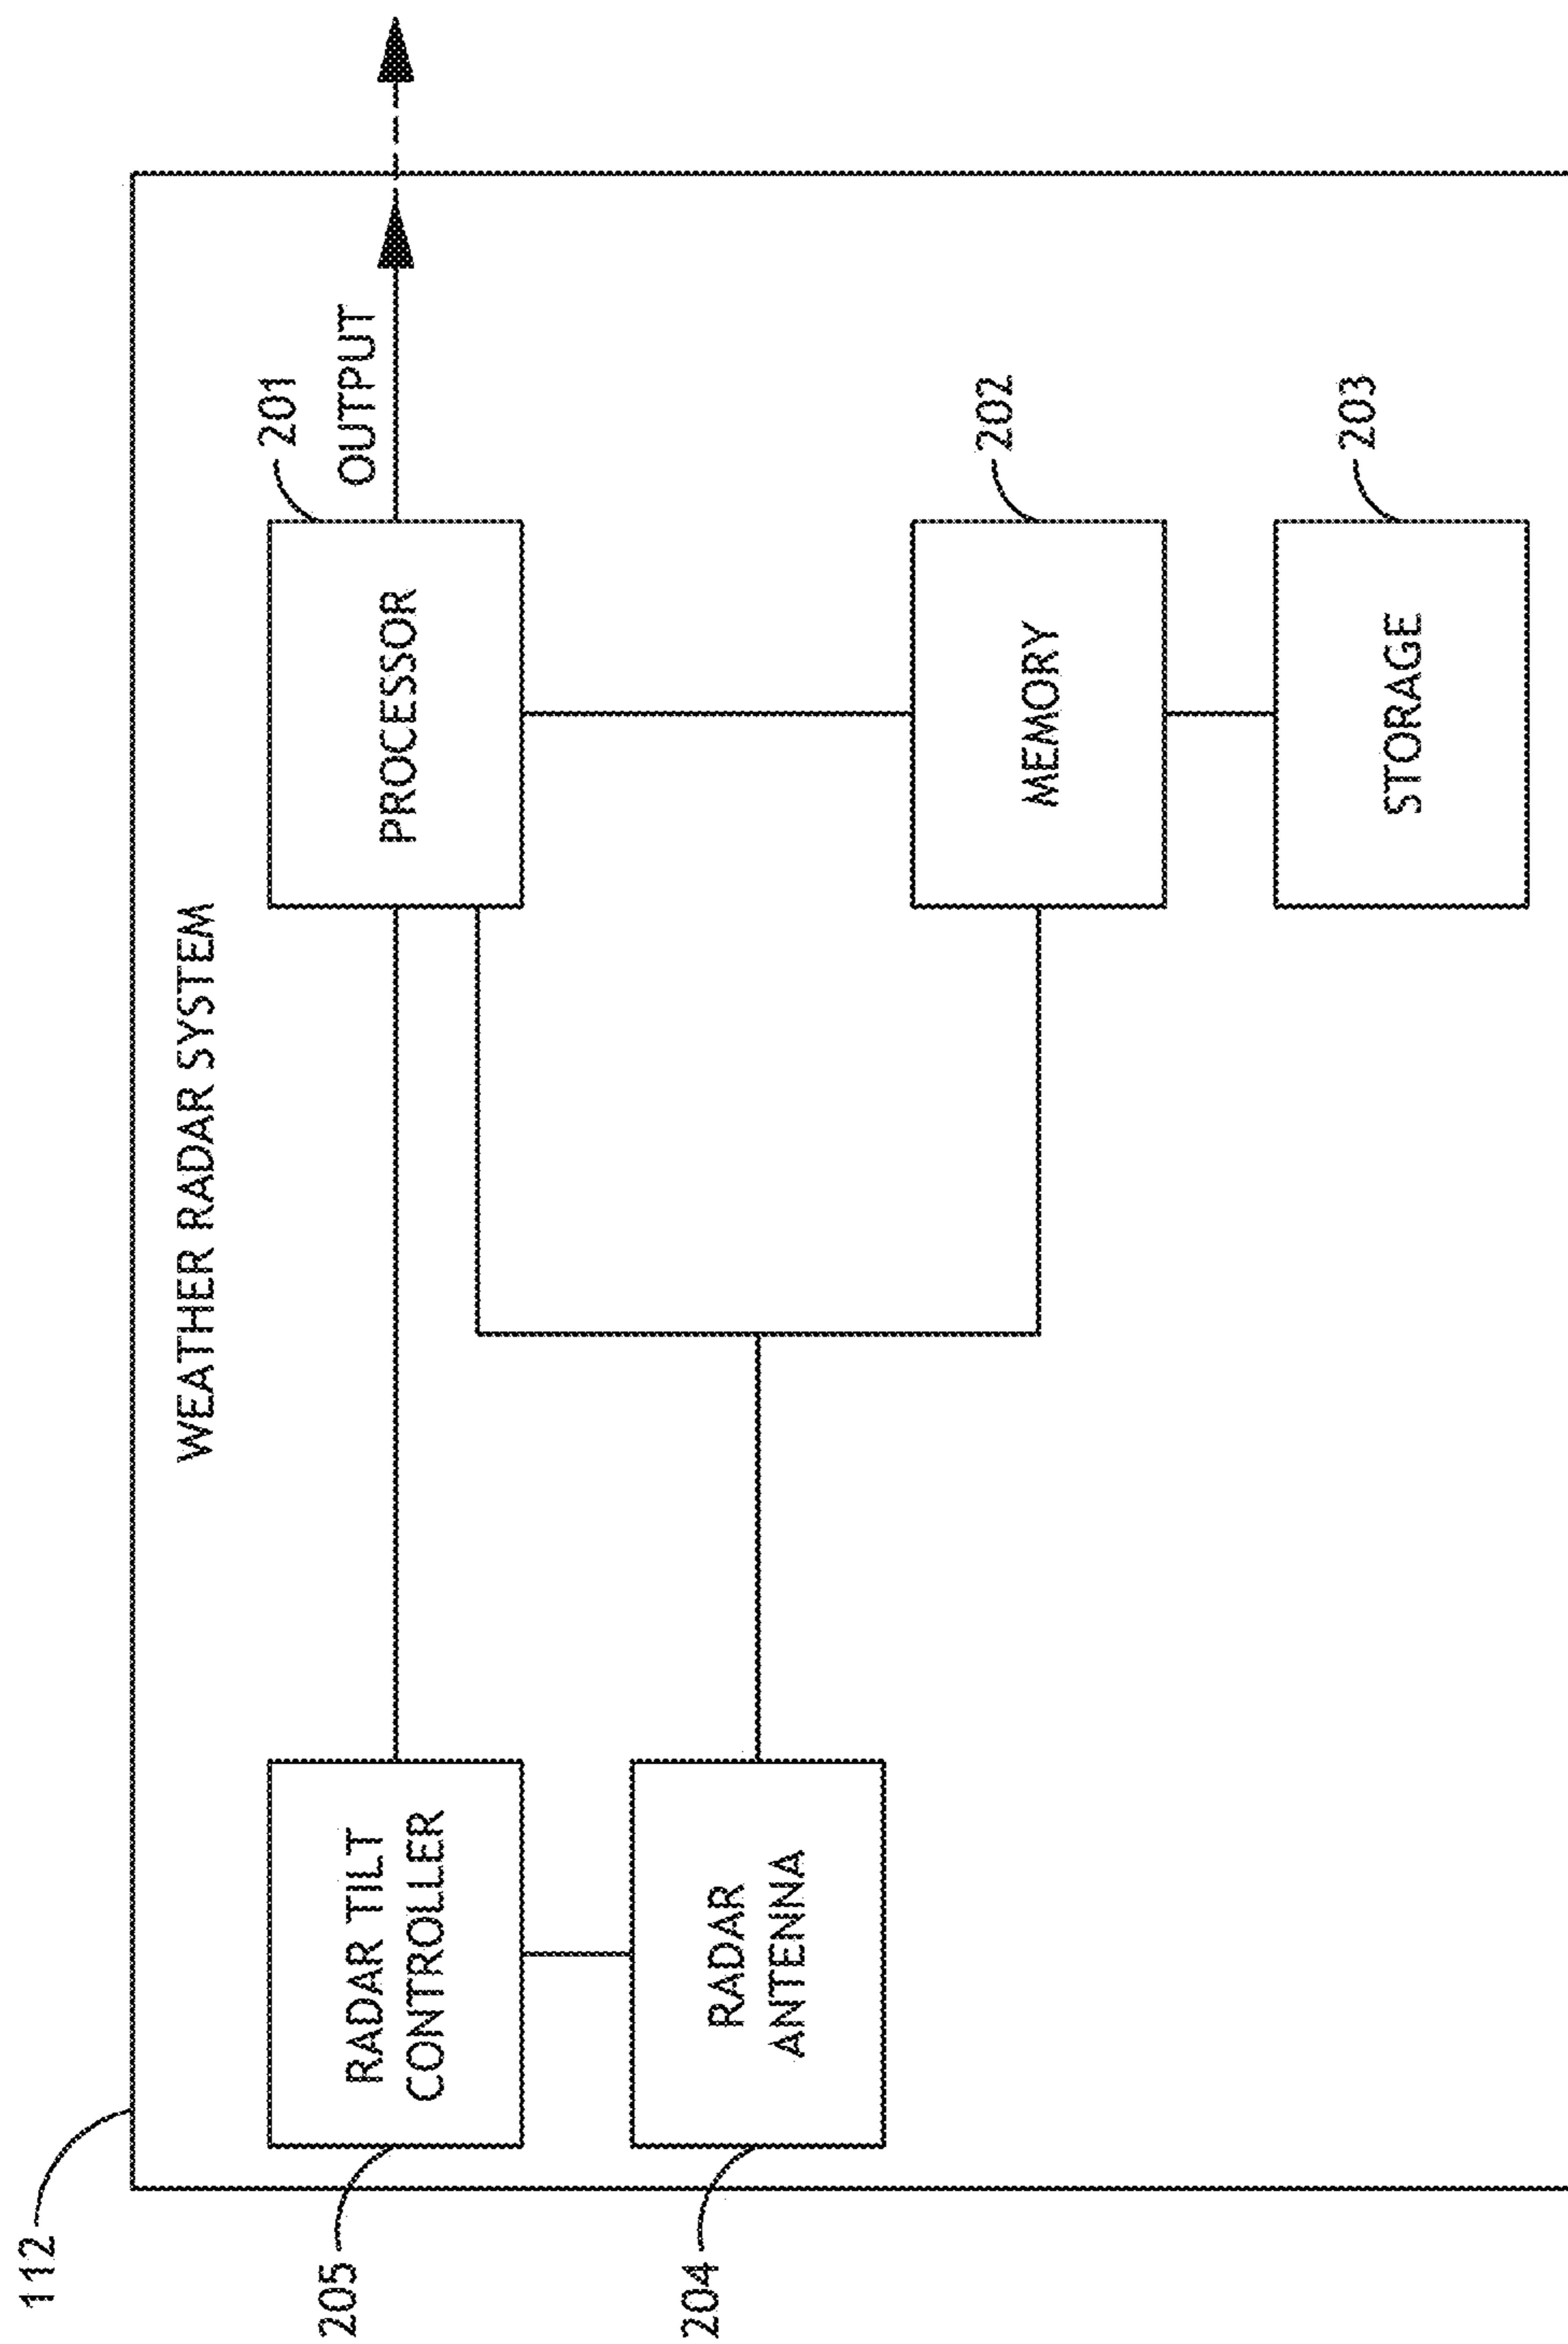 112
WEATHER RADAR SYSTEM
205
RADAR TILT
CONTROLLER
PROCESSOR
201
OUTPUT
204
RADAR
ANTENNA
MEMORY
202
STORAGE
203